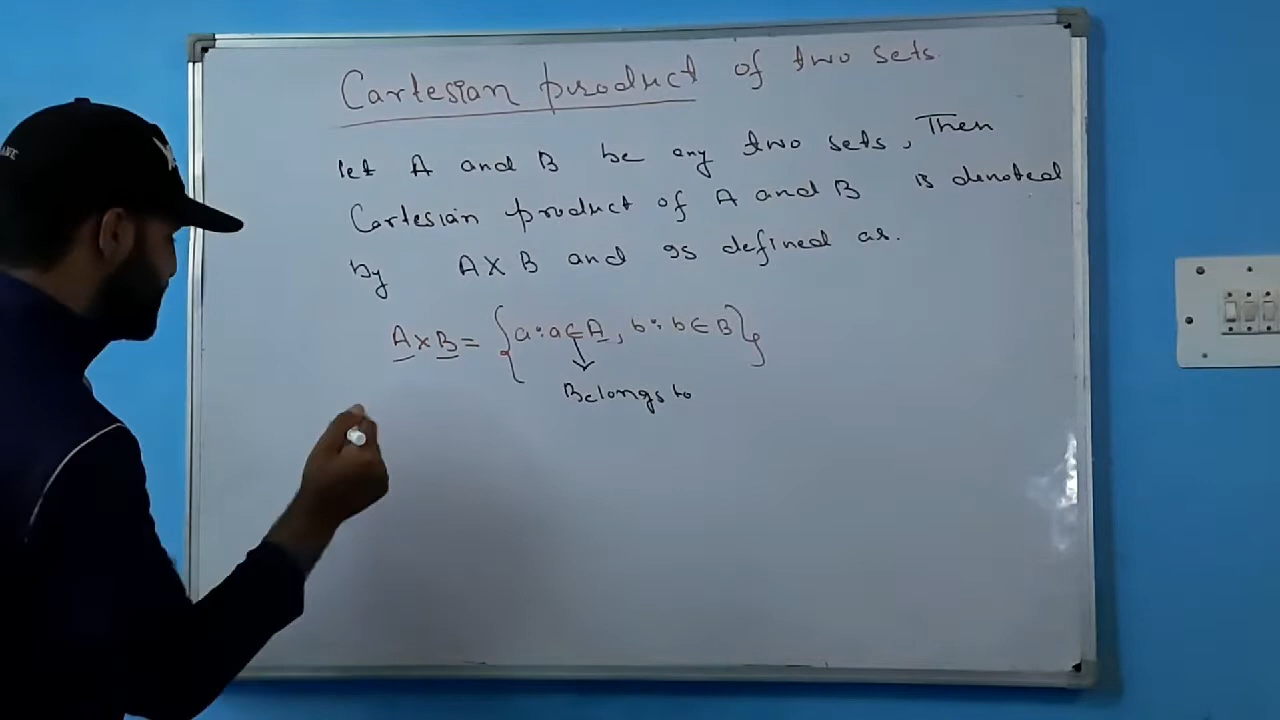 Cartesian product of two sets.
let A and B be any two sets, Then
Cartesian product of A and B is denoted
by A X B and is defined as.
A x B = {a : a ∈ A, b : b ∈ B}
Belongs to